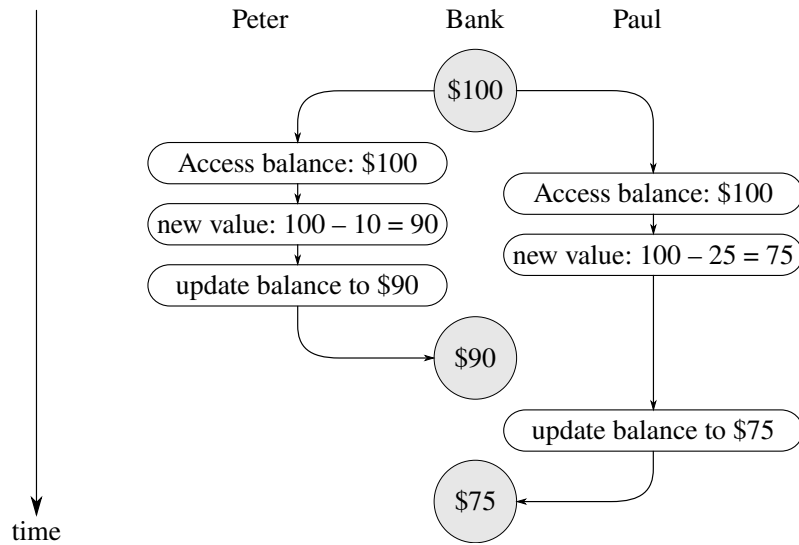 Peter Bank Paul
$100
Access balance: $100
Access balance: $100
new value: 100 – 10 = 90
new value: 100 – 25 = 75
update balance to $90
$90
update balance to $75
$75
time